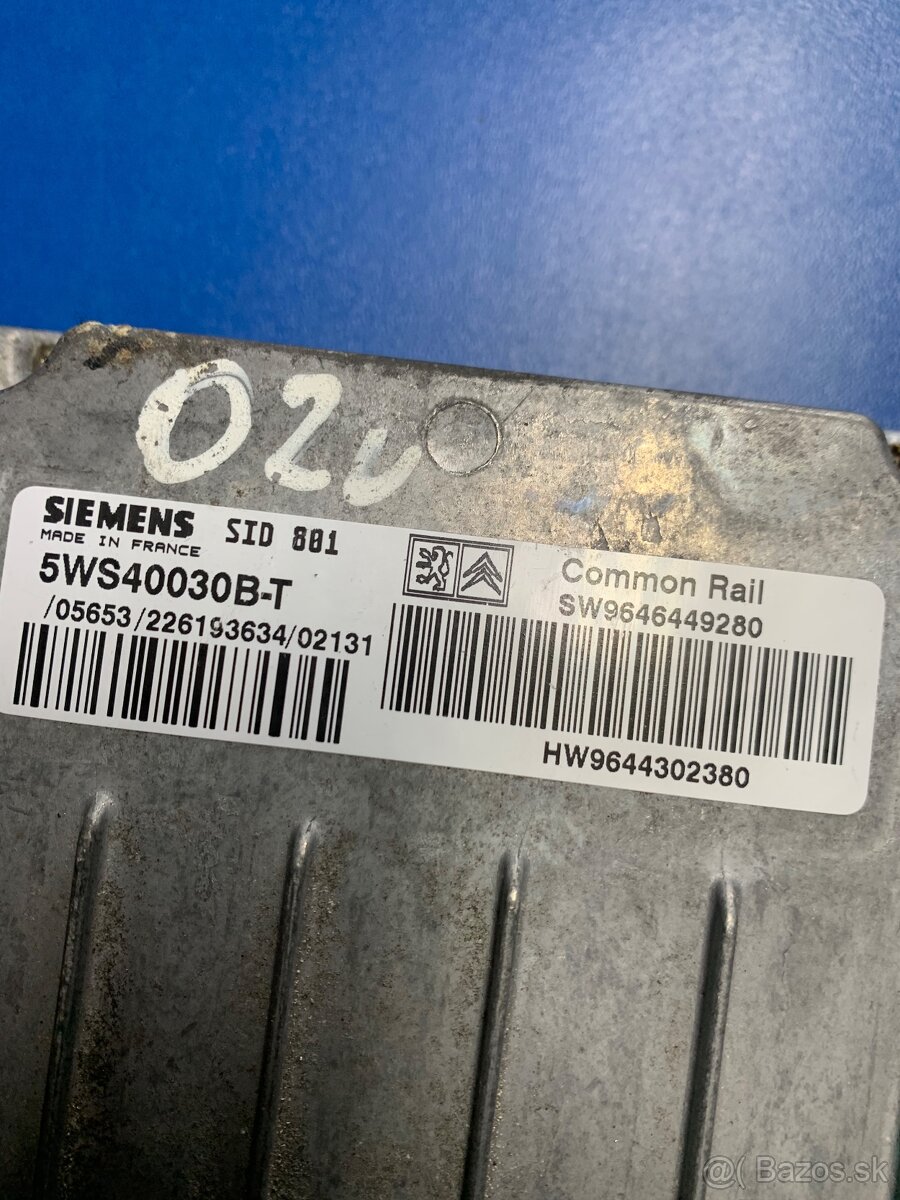 02
SIEMENS SID 801
MADE IN FRANCE
5WS40030B-T
/05653/226193634/02131
Common Rail
SW9646449280
HW9644302380
@( Bazos.sk